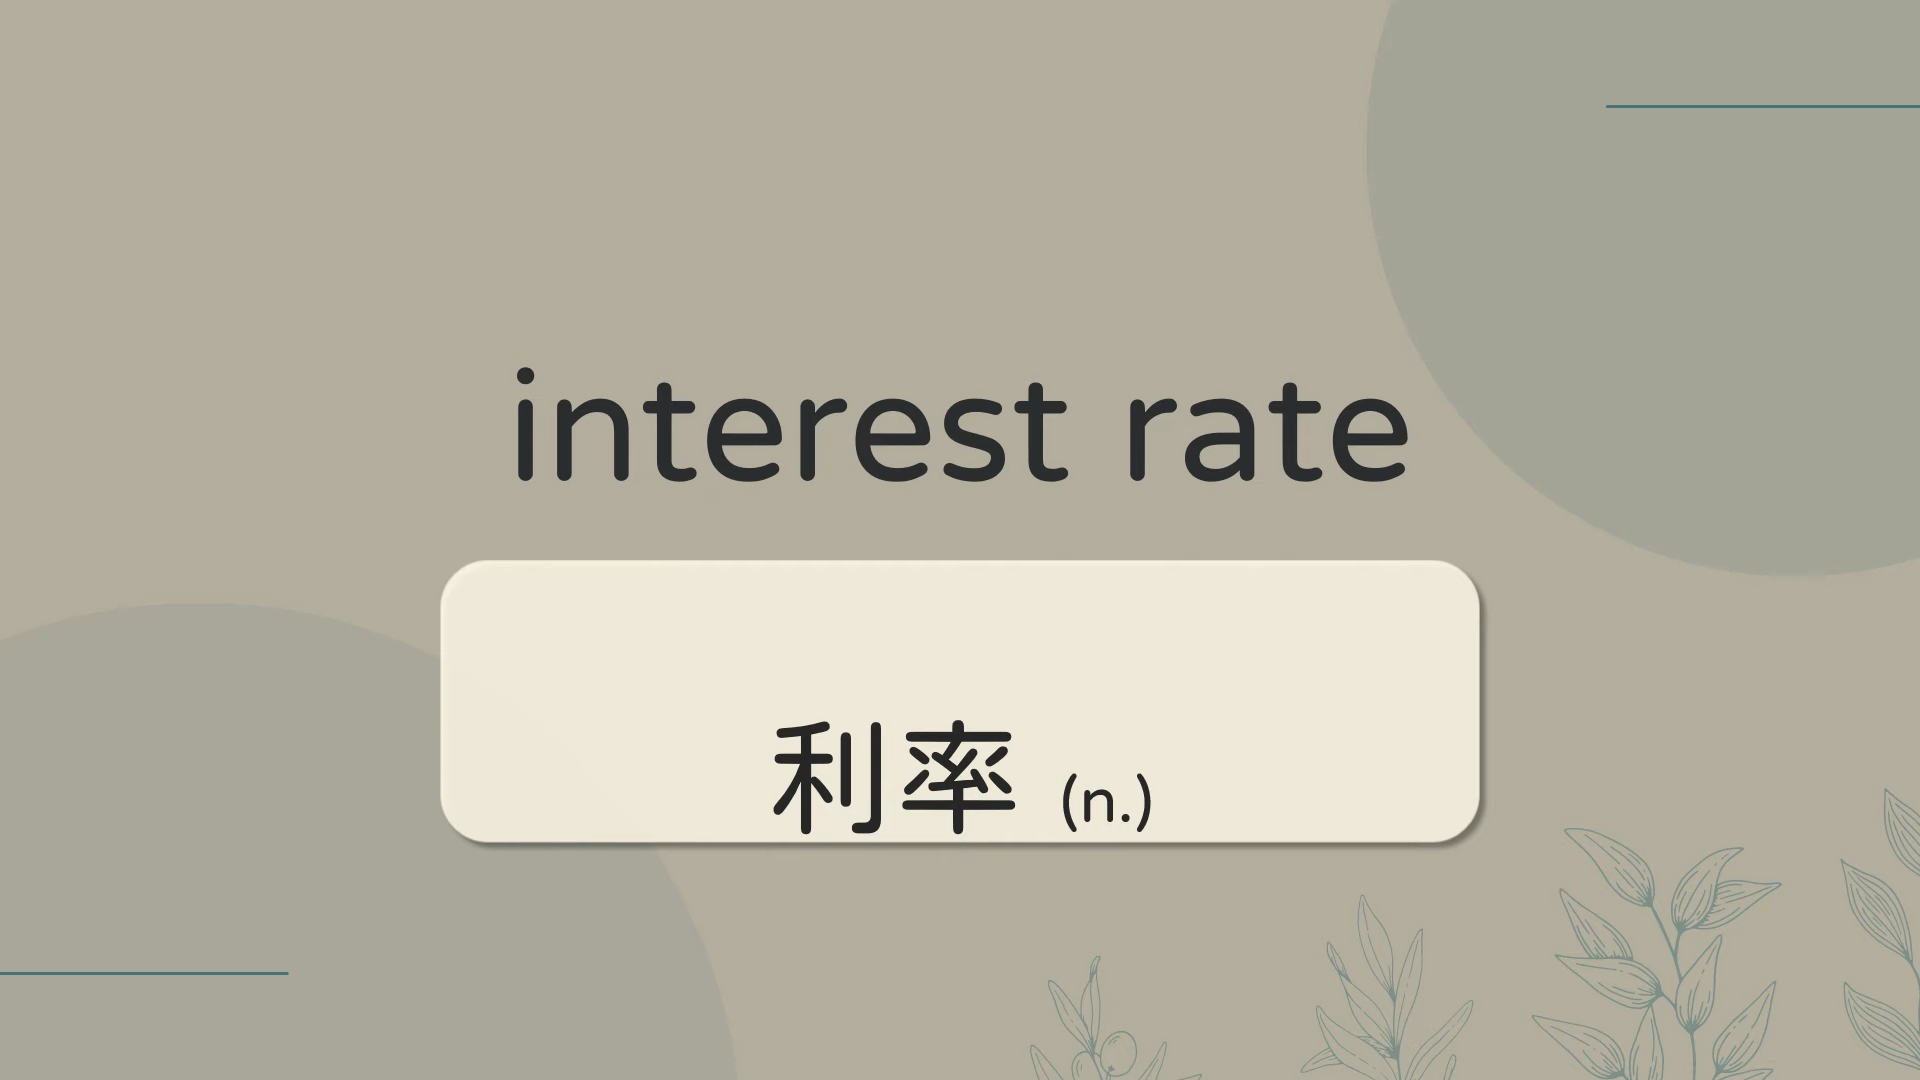 interest rate
利率 (n.)